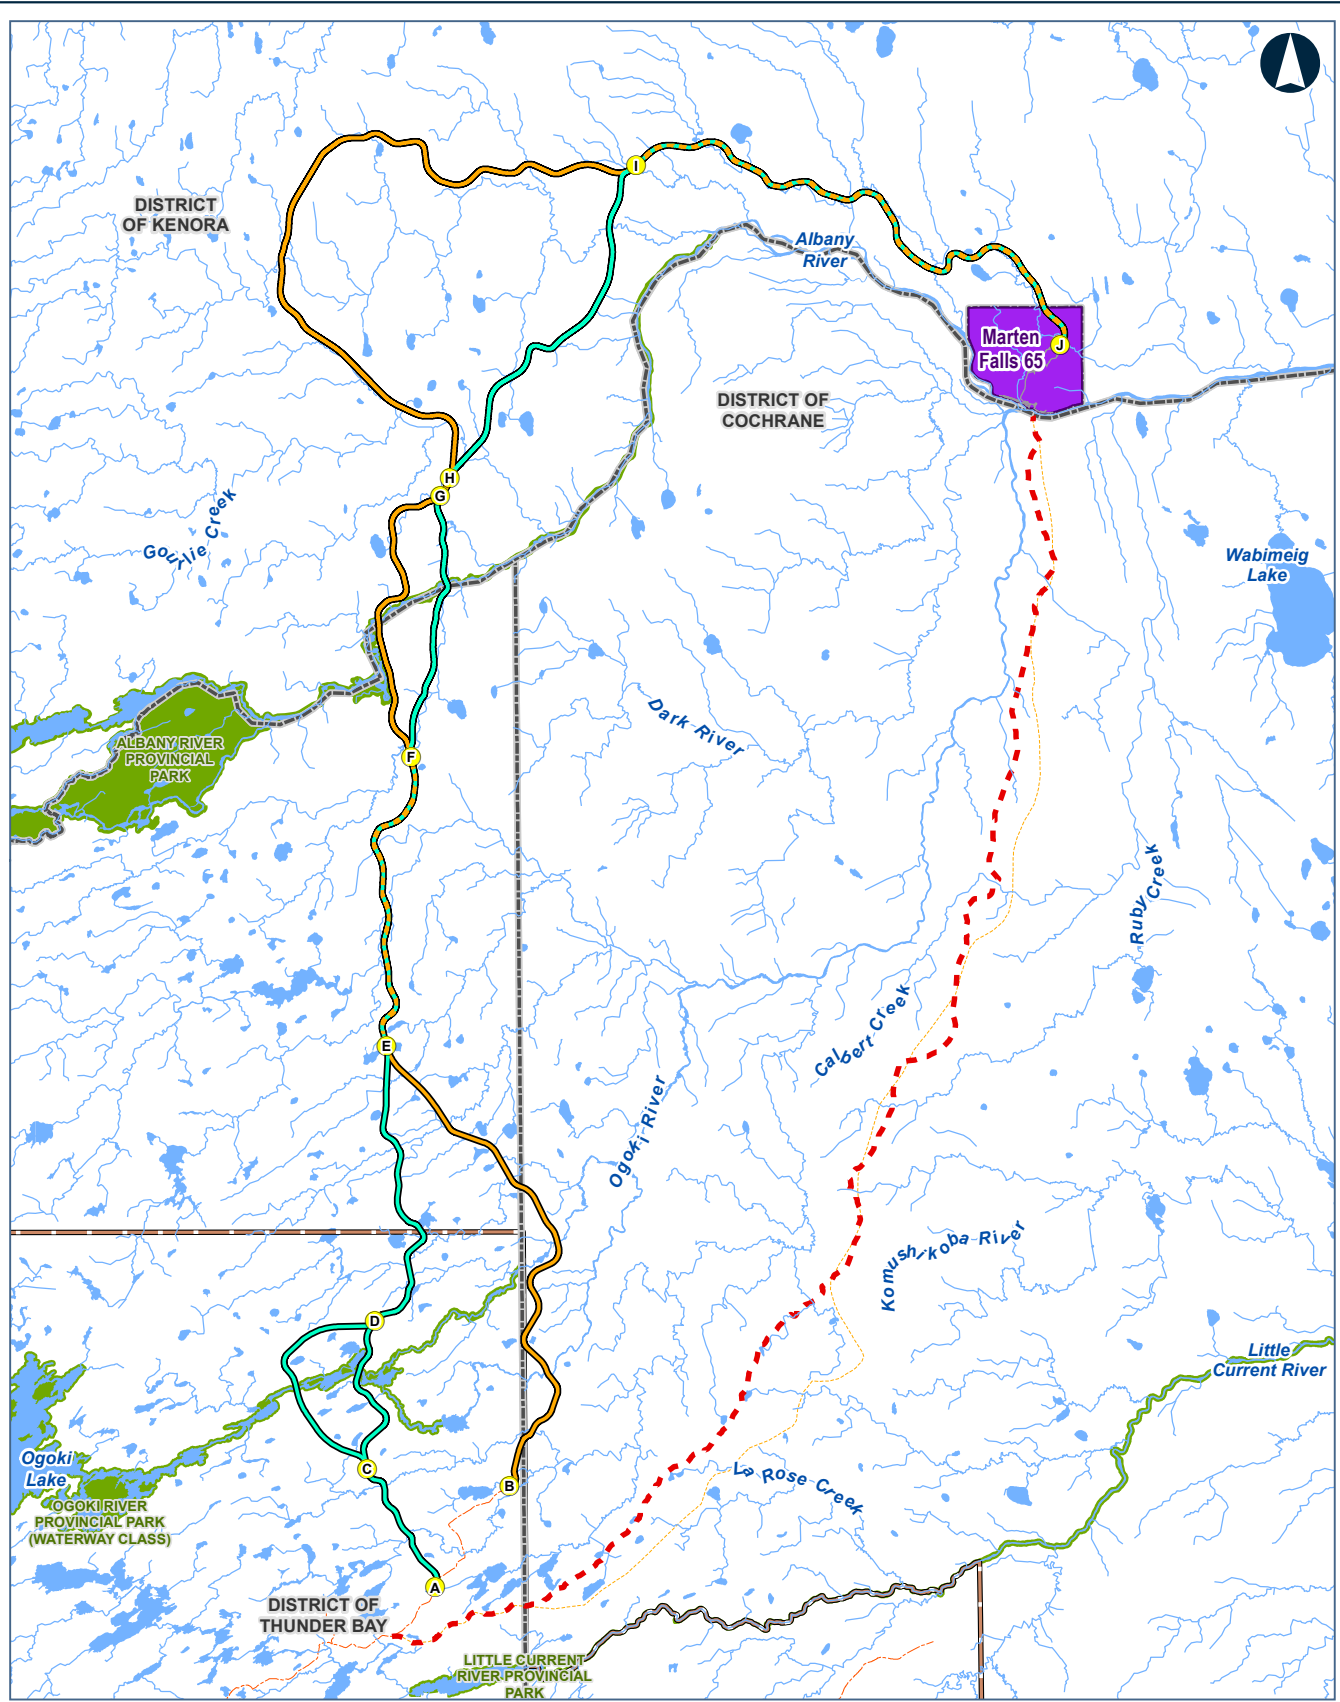 I
DISTRICT
OF KENORA
Albany
River
Marten
Falls 65
J
DISTRICT OF
COCHRANE
H
G
Gourlie Creek
Wabimeig
Lake
Dark River
ALBANY RIVER
PROVINCIAL
PARK
F
Ruby Creek
Calbert Creek
E
Ogoki River
Komushikoba River
D
Little
Current River
Ogoki
Lake
C
B
La Rose Creek
OGOKI RIVER
PROVINCIAL PARK
(WATERWAY CLASS)
A
DISTRICT OF
THUNDER BAY
LITTLE CURRENT
RIVER PROVINCIAL
PARK